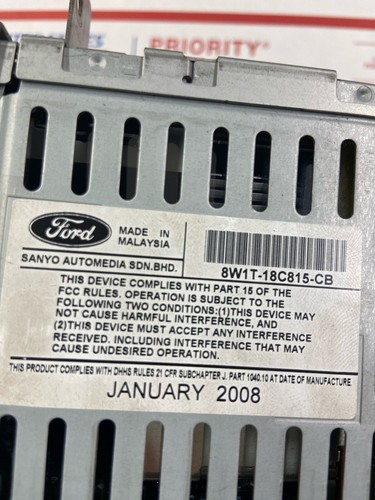 PRIORITY®
Ford
MADE IN
MALAYSIA
SANYO AUTOMEDIA SDN.BHD.
8W1T-18C815-CB
THIS DEVICE COMPLIES WITH PART 15 OF THE
FCC RULES. OPERATION IS SUBJECT TO THE
FOLLOWING TWO CONDITIONS:(1)THIS DEVICE MAY
NOT CAUSE HARMFUL INTERFERENCE, AND
(2)THIS DEVICE MUST ACCEPT ANY INTERFERENCE
RECEIVED. INCLUDING INTERFERENCE THAT MAY
CAUSE UNDESIRED OPERATION.
THIS PRODUCT COMPLIES WITH DHHS RULES 21 CFR SUBCHAPTER J. PART 1040.10 AT DATE OF MANUFACTURE.
JANUARY 2008